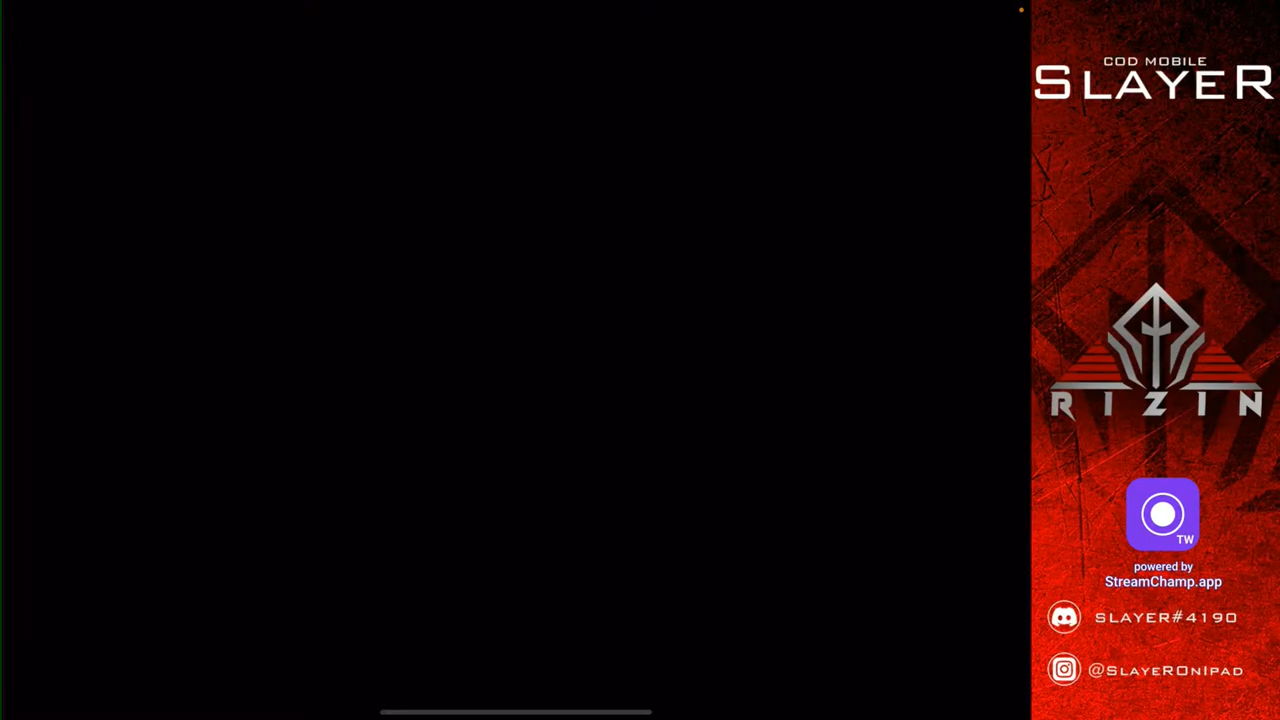 COD MOBILE
SLAYER
RIZIN
TW
powered by
StreamChamp.app
SLAYER#4190
@SLAYEROnIPAD